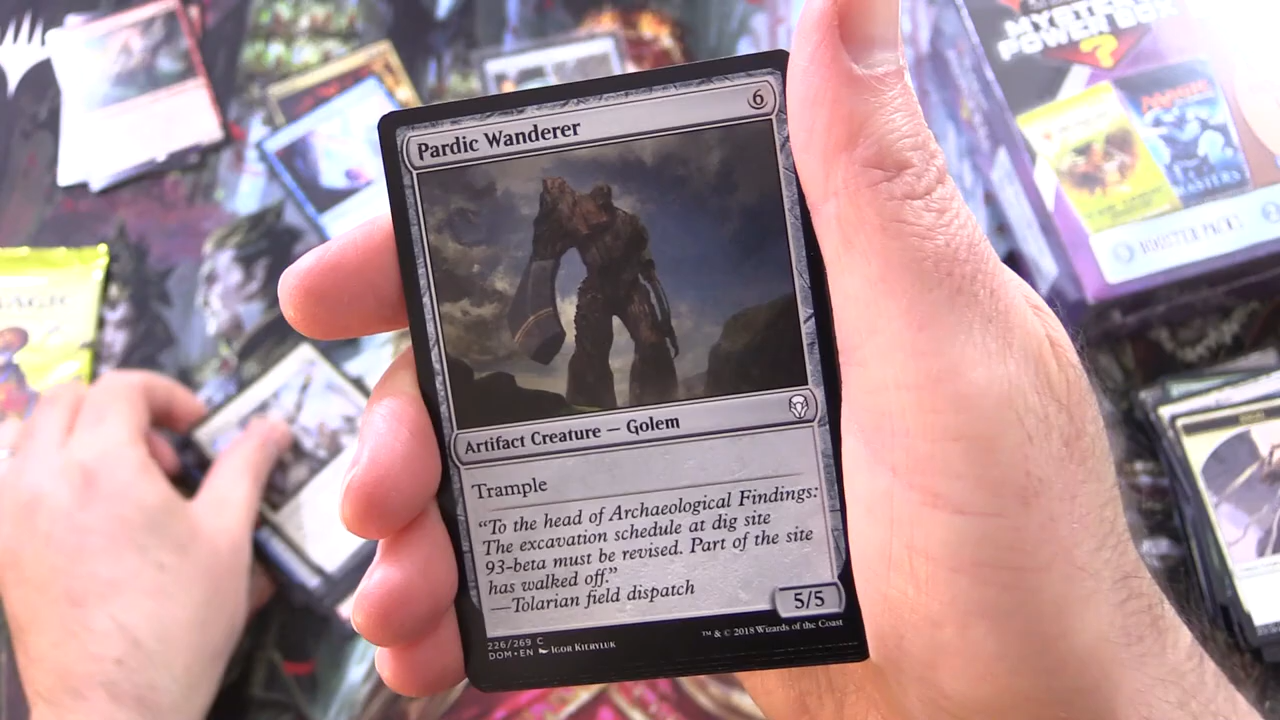 MYSTERY
POWER BOX
?
MAGIC
MASTERS
BOOSTER PACKS
Pardic Wanderer
6
Artifact Creature — Golem
Trample
“To the head of Archaeological Findings:
The excavation schedule at dig site
93-beta must be revised. Part of the site
has walked off.”
—Tolarian field dispatch
5/5
226/269 C
DOM • EN Igor Kieryluk
™ & © 2018 Wizards of the Coast